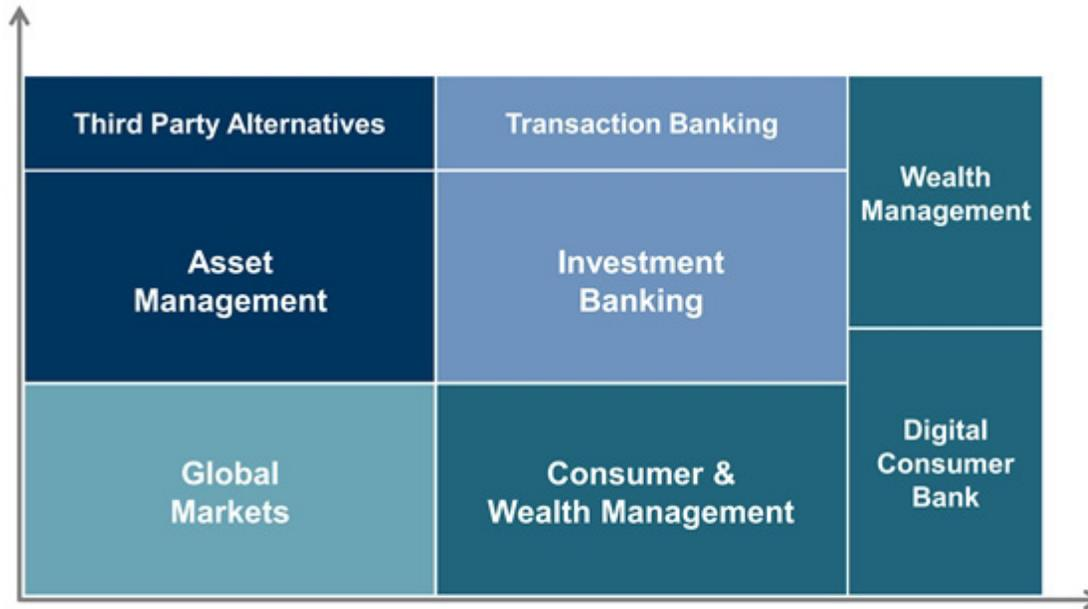 Third Party Alternatives
Transaction Banking
Wealth
Management
Asset
Management
Investment
Banking
Global
Markets
Consumer &
Wealth Management
Digital
Consumer
Bank